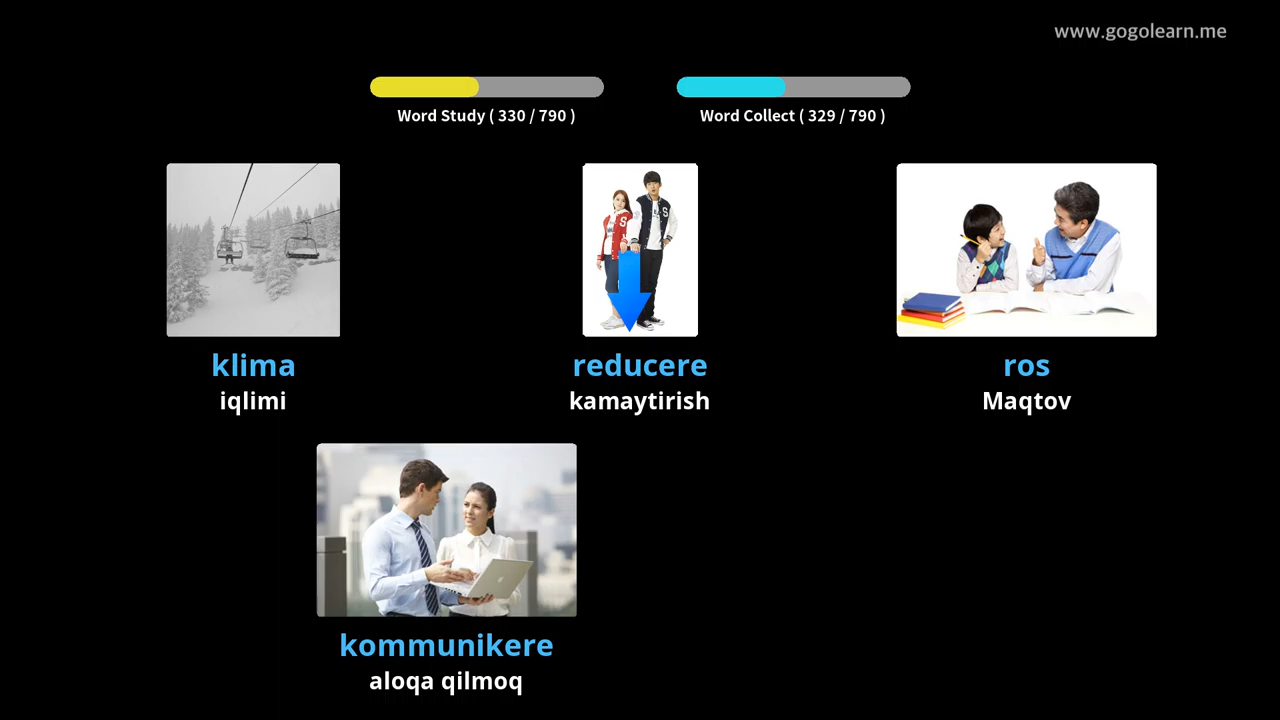 www.gogolearn.me
Word Study ( 330 / 790 )
Word Collect ( 329 / 790 )
klima
iqlimi
reducere
kamaytirish
ros
Maqtov
kommunikere
aloqa qilmoq